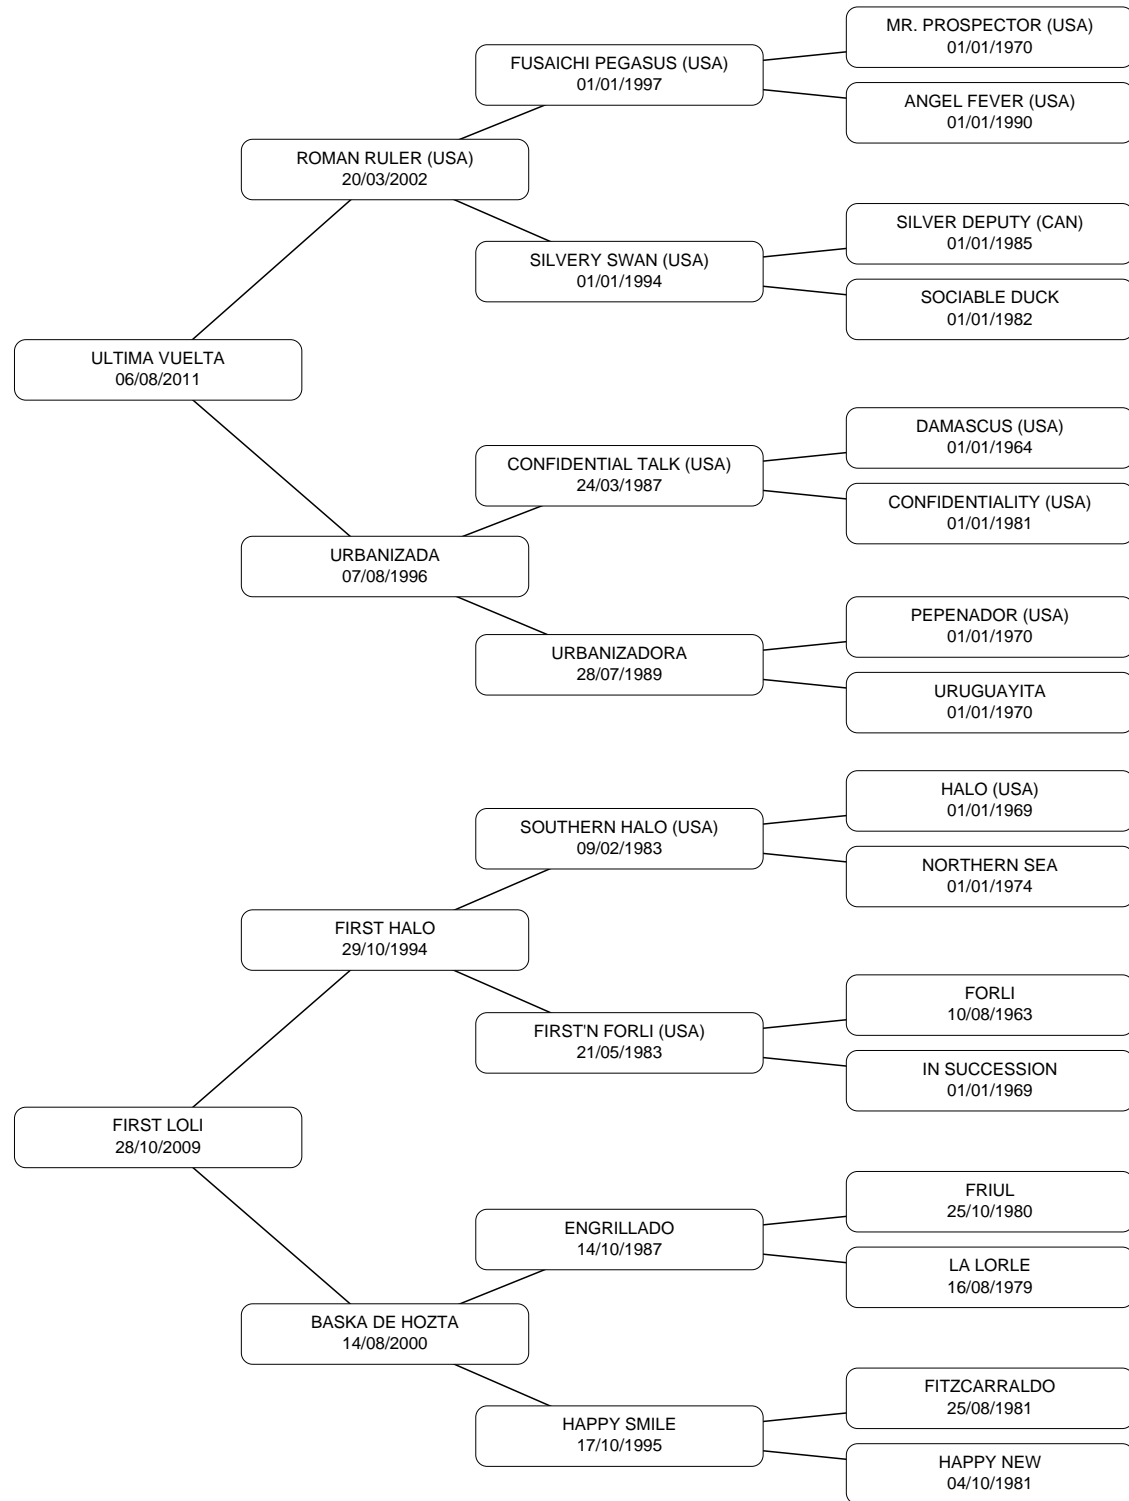 MR. PROSPECTOR (USA)
01/01/1970
FUSAICHI PEGASUS (USA)
01/01/1997
ANGEL FEVER (USA)
01/01/1990
ROMAN RULER (USA)
20/03/2002
SILVER DEPUTY (CAN)
01/01/1985
SILVERY SWAN (USA)
01/01/1994
SOCIABLE DUCK
01/01/1982
ULTIMA VUELTA
06/08/2011
DAMASCUS (USA)
01/01/1964
CONFIDENTIAL TALK (USA)
24/03/1987
CONFIDENTIALITY (USA)
01/01/1981
URBANIZADA
07/08/1996
PEPENADOR (USA)
01/01/1970
URBANIZADORA
28/07/1989
URUGUAYITA
01/01/1970
HALO (USA)
01/01/1969
SOUTHERN HALO (USA)
09/02/1983
NORTHERN SEA
01/01/1974
FIRST HALO
29/10/1994
FORLI
10/08/1963
FIRST'N FORLI (USA)
21/05/1983
IN SUCCESSION
01/01/1969
FIRST LOLI
28/10/2009
FRIUL
25/10/1980
ENGRILLADO
14/10/1987
LA LORLE
16/08/1979
BASKA DE HOZTA
14/08/2000
FITZCARRALDO
25/08/1981
HAPPY SMILE
17/10/1995
HAPPY NEW
04/10/1981